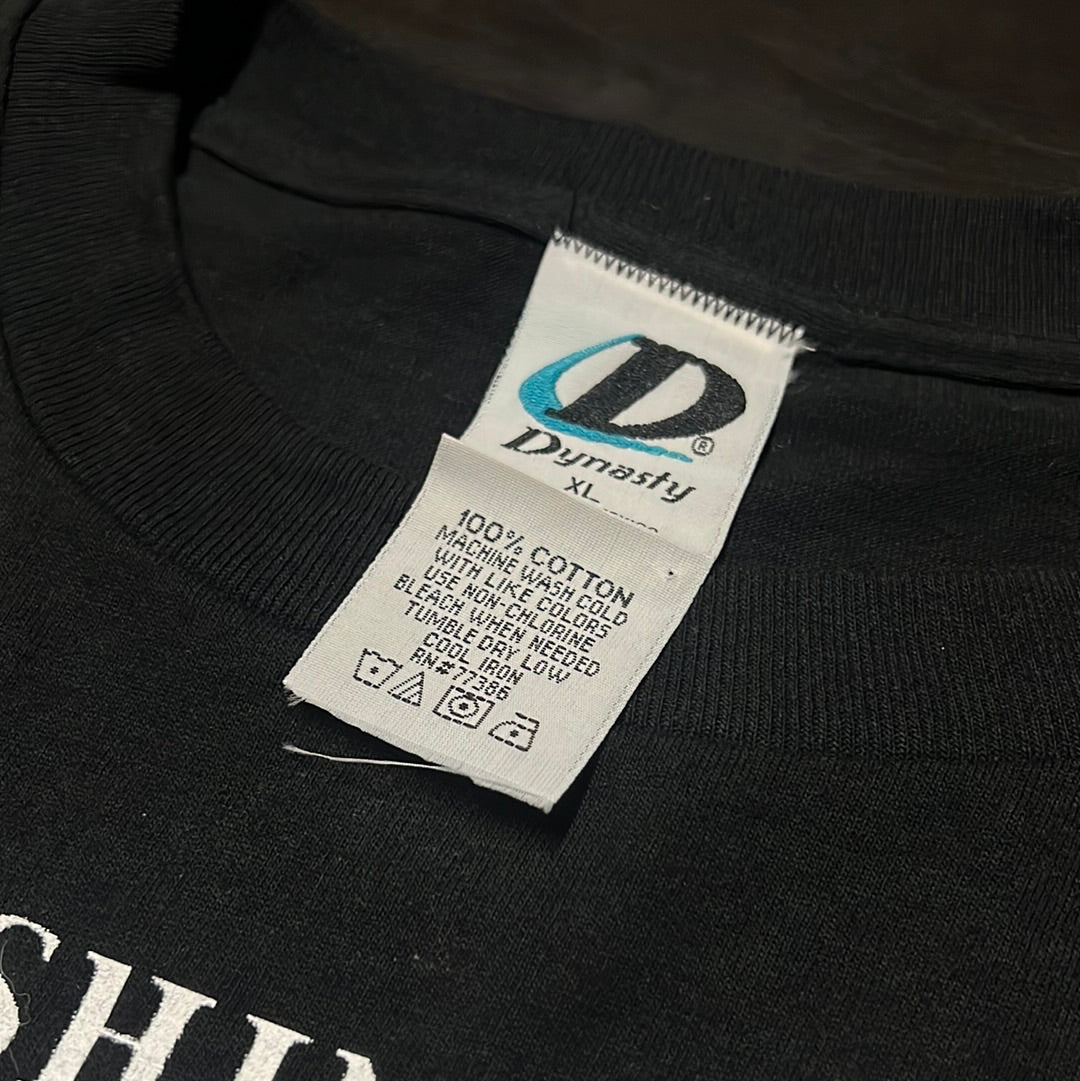 D®
Dynasty
XL
100% COTTON
MACHINE WASH COLD
WITH LIKE COLORS
USE NON-CHLORINE
BLEACH WHEN NEEDED
TUMBLE DRY LOW
COOL IRON
RN#77386
SHIN